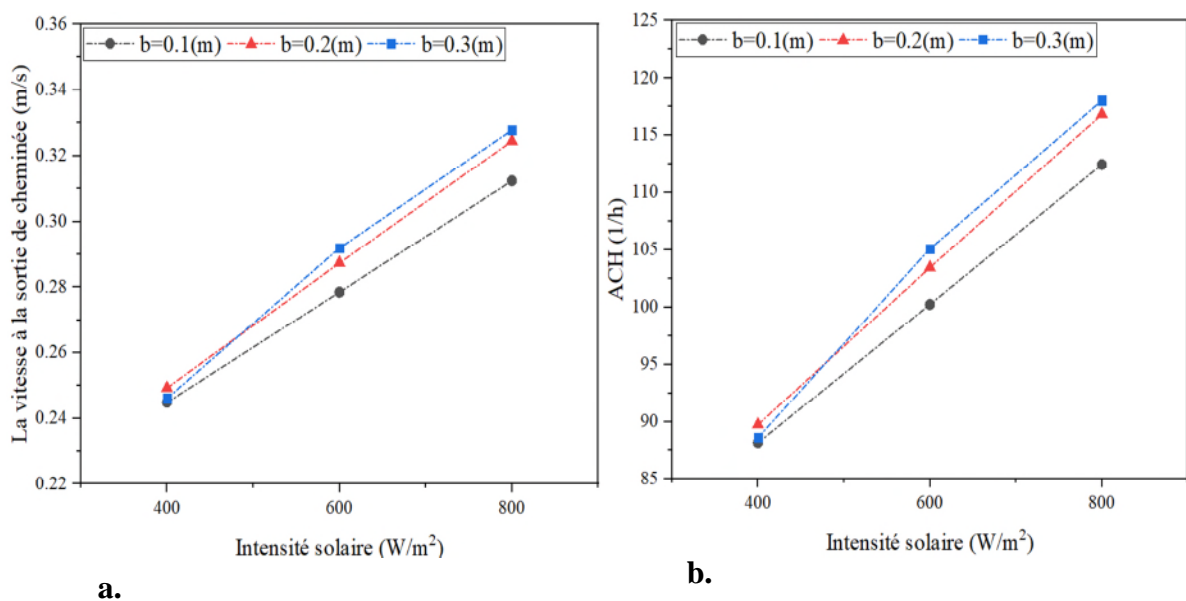 La vitesse à la sortie de cheminée (m/s)
0.36
0.34
0.32
0.30
0.28
0.26
0.24
0.22
b=0.1(m) b=0.2(m) b=0.3(m)
400 600 800
Intensité solaire (W/m²)
a.
ACH (1/h)
125
120
115
110
105
100
95
90
85
b=0.1(m) b=0.2(m) b=0.3(m)
400 600 800
Intensité solaire (W/m²)
b.